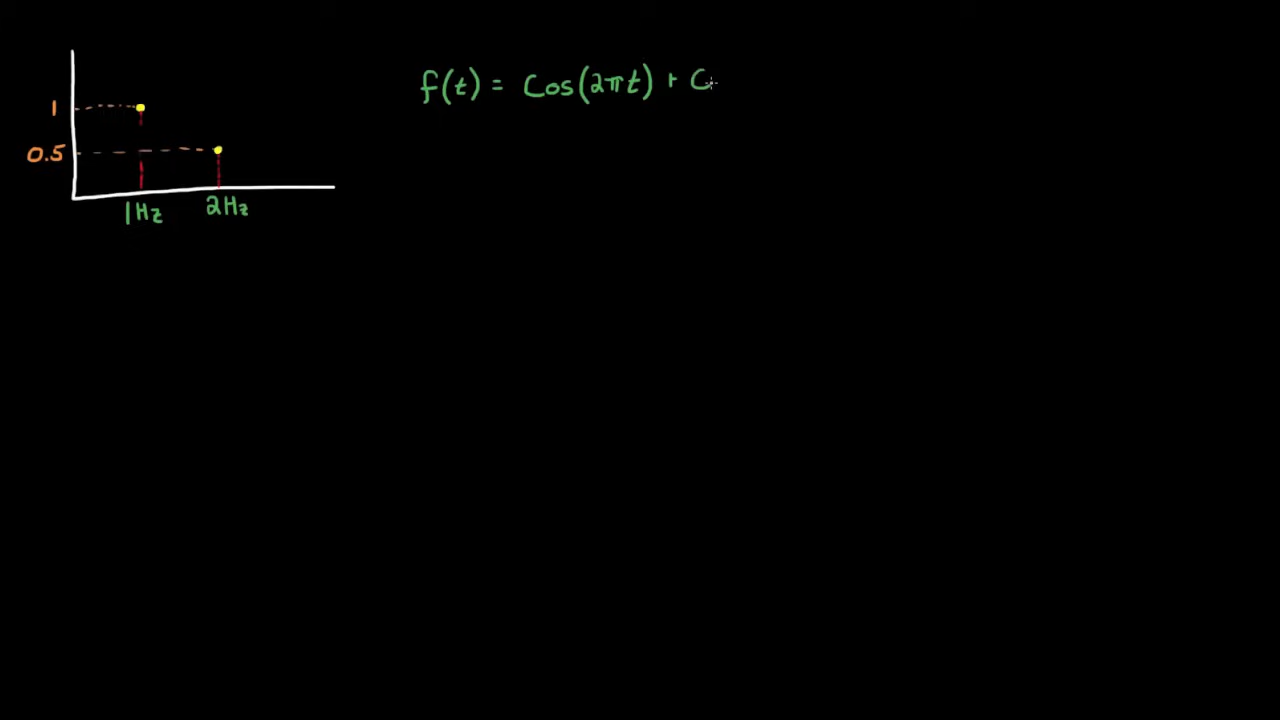 f(t) = Cos(2πt) + C
1
0.5
1Hz 2Hz